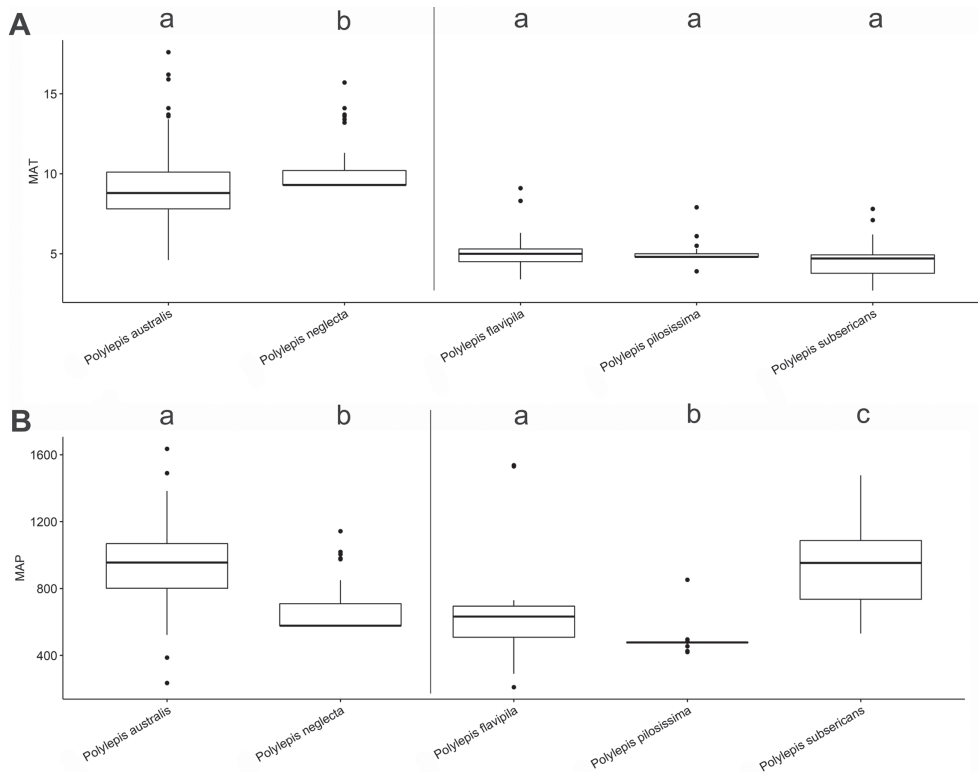 A a b a a a
15
10
5
MAT
Polylepis australis
Polylepis neglecta
Polylepis flavipila
Polylepis pilosissima
Polylepis subsericans
B a b a b c
1600
1200
800
400
MAP
Polylepis australis
Polylepis neglecta
Polylepis flavipila
Polylepis pilosissima
Polylepis subsericans